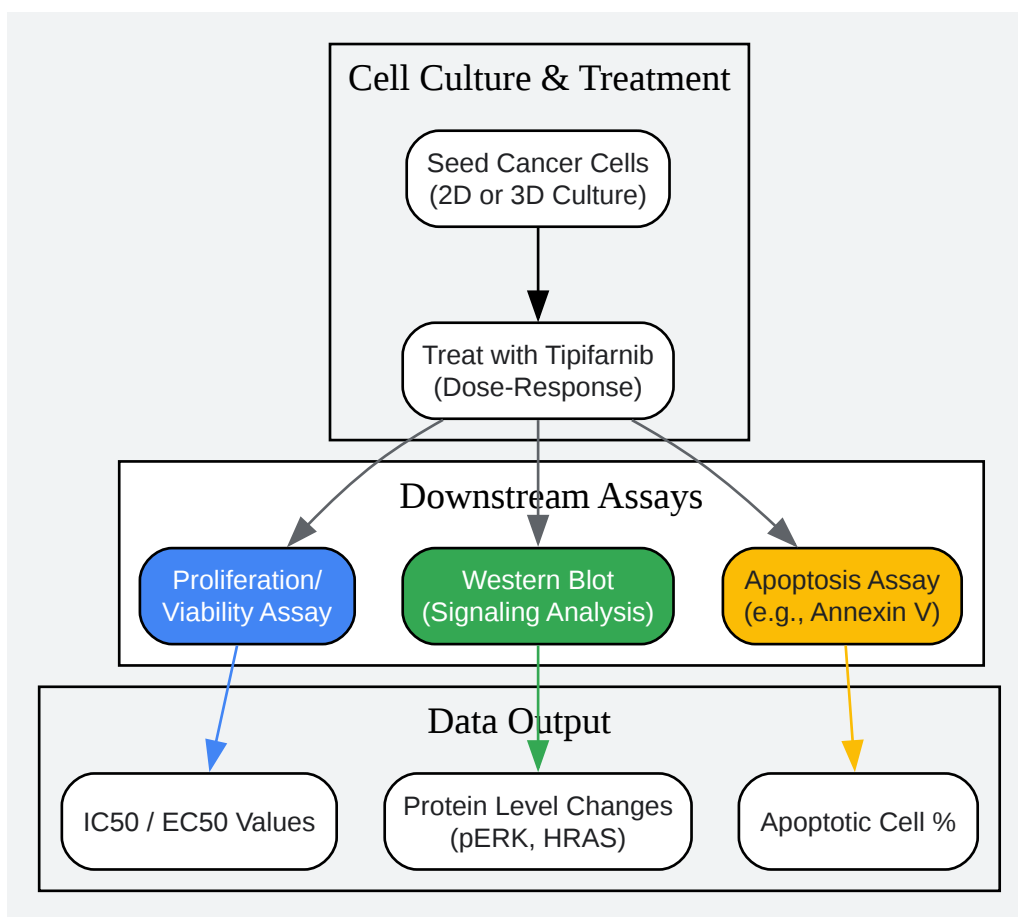 Cell Culture & Treatment
Seed Cancer Cells
(2D or 3D Culture)
Treat with Tipifarnib
(Dose-Response)
Downstream Assays
Proliferation/
Viability Assay
Western Blot
(Signaling Analysis)
Apoptosis Assay
(e.g., Annexin V)
Data Output
IC50 / EC50 Values
Protein Level Changes
(pERK, HRAS)
Apoptotic Cell %